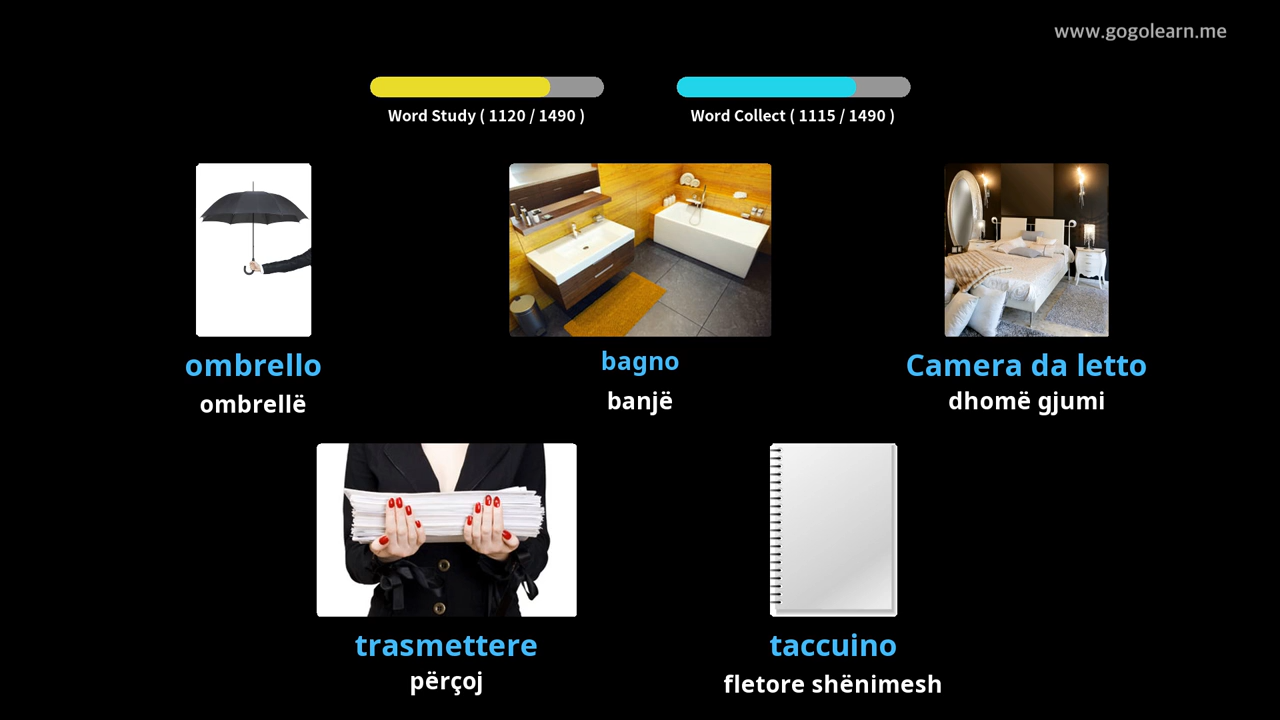 www.gogolearn.me
Word Study ( 1120 / 1490 )
Word Collect ( 1115 / 1490 )
ombrello
ombrellë
bagno
banjë
Camera da letto
dhomë gjumi
trasmettere
përçoj
taccuino
fletore shënimesh